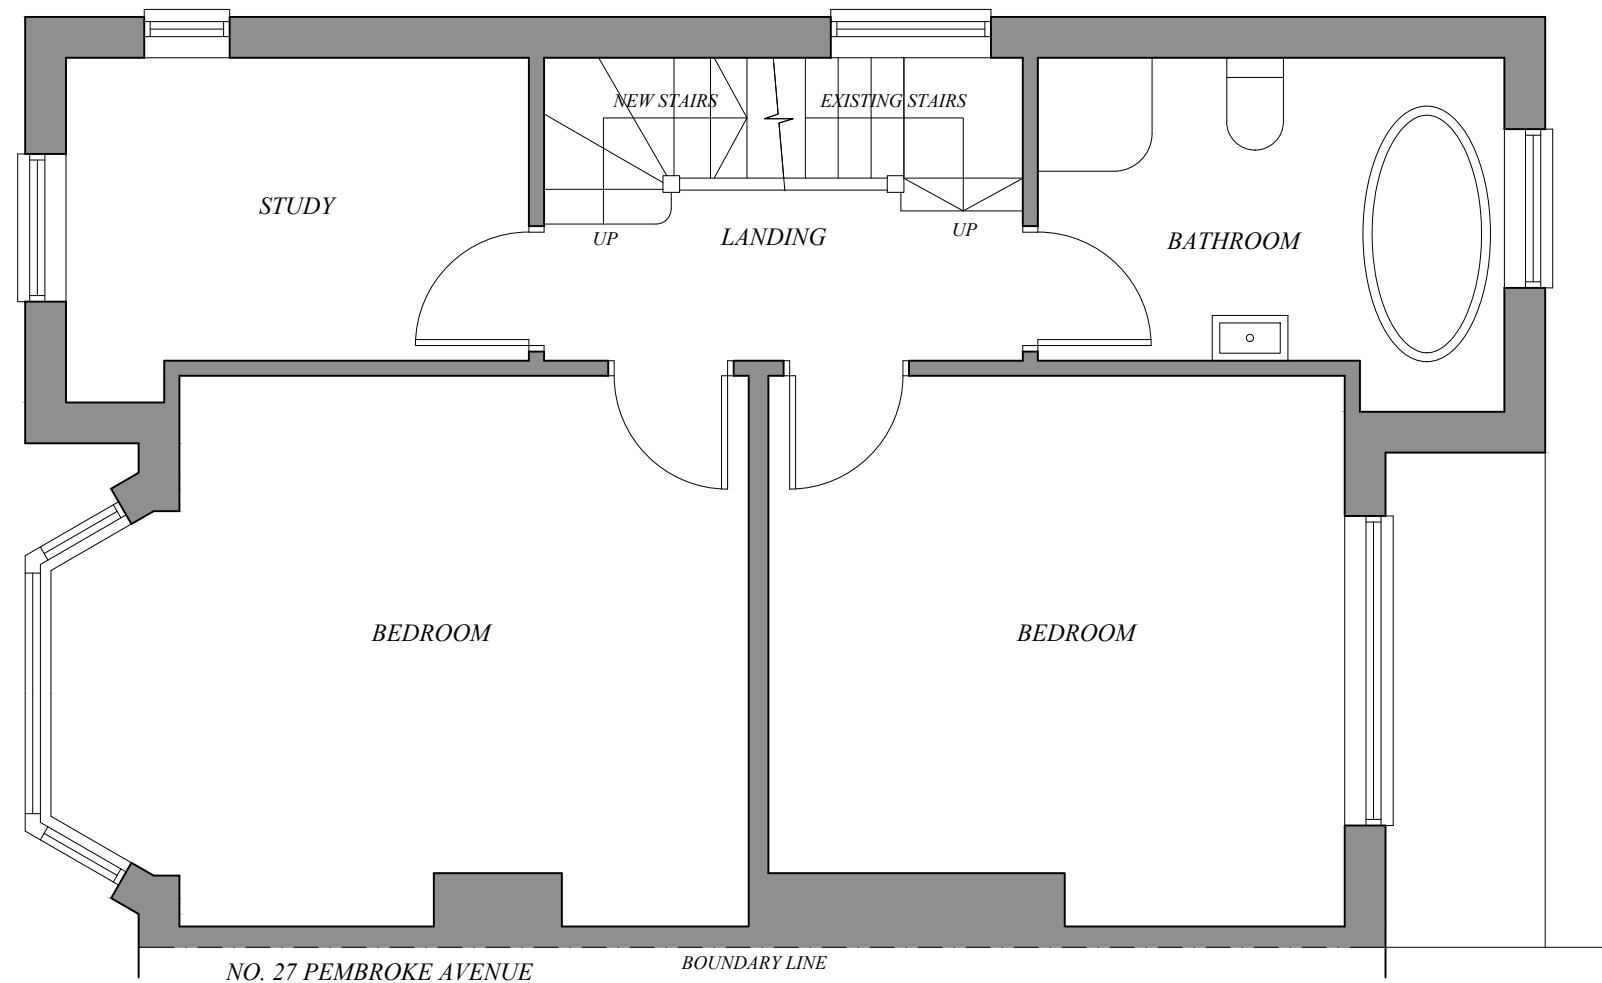 NEW STAIRS
EXISTING STAIRS
STUDY
UP
LANDING
UP
BATHROOM
BEDROOM
BEDROOM
NO. 27 PEMBROKE AVENUE
BOUNDARY LINE